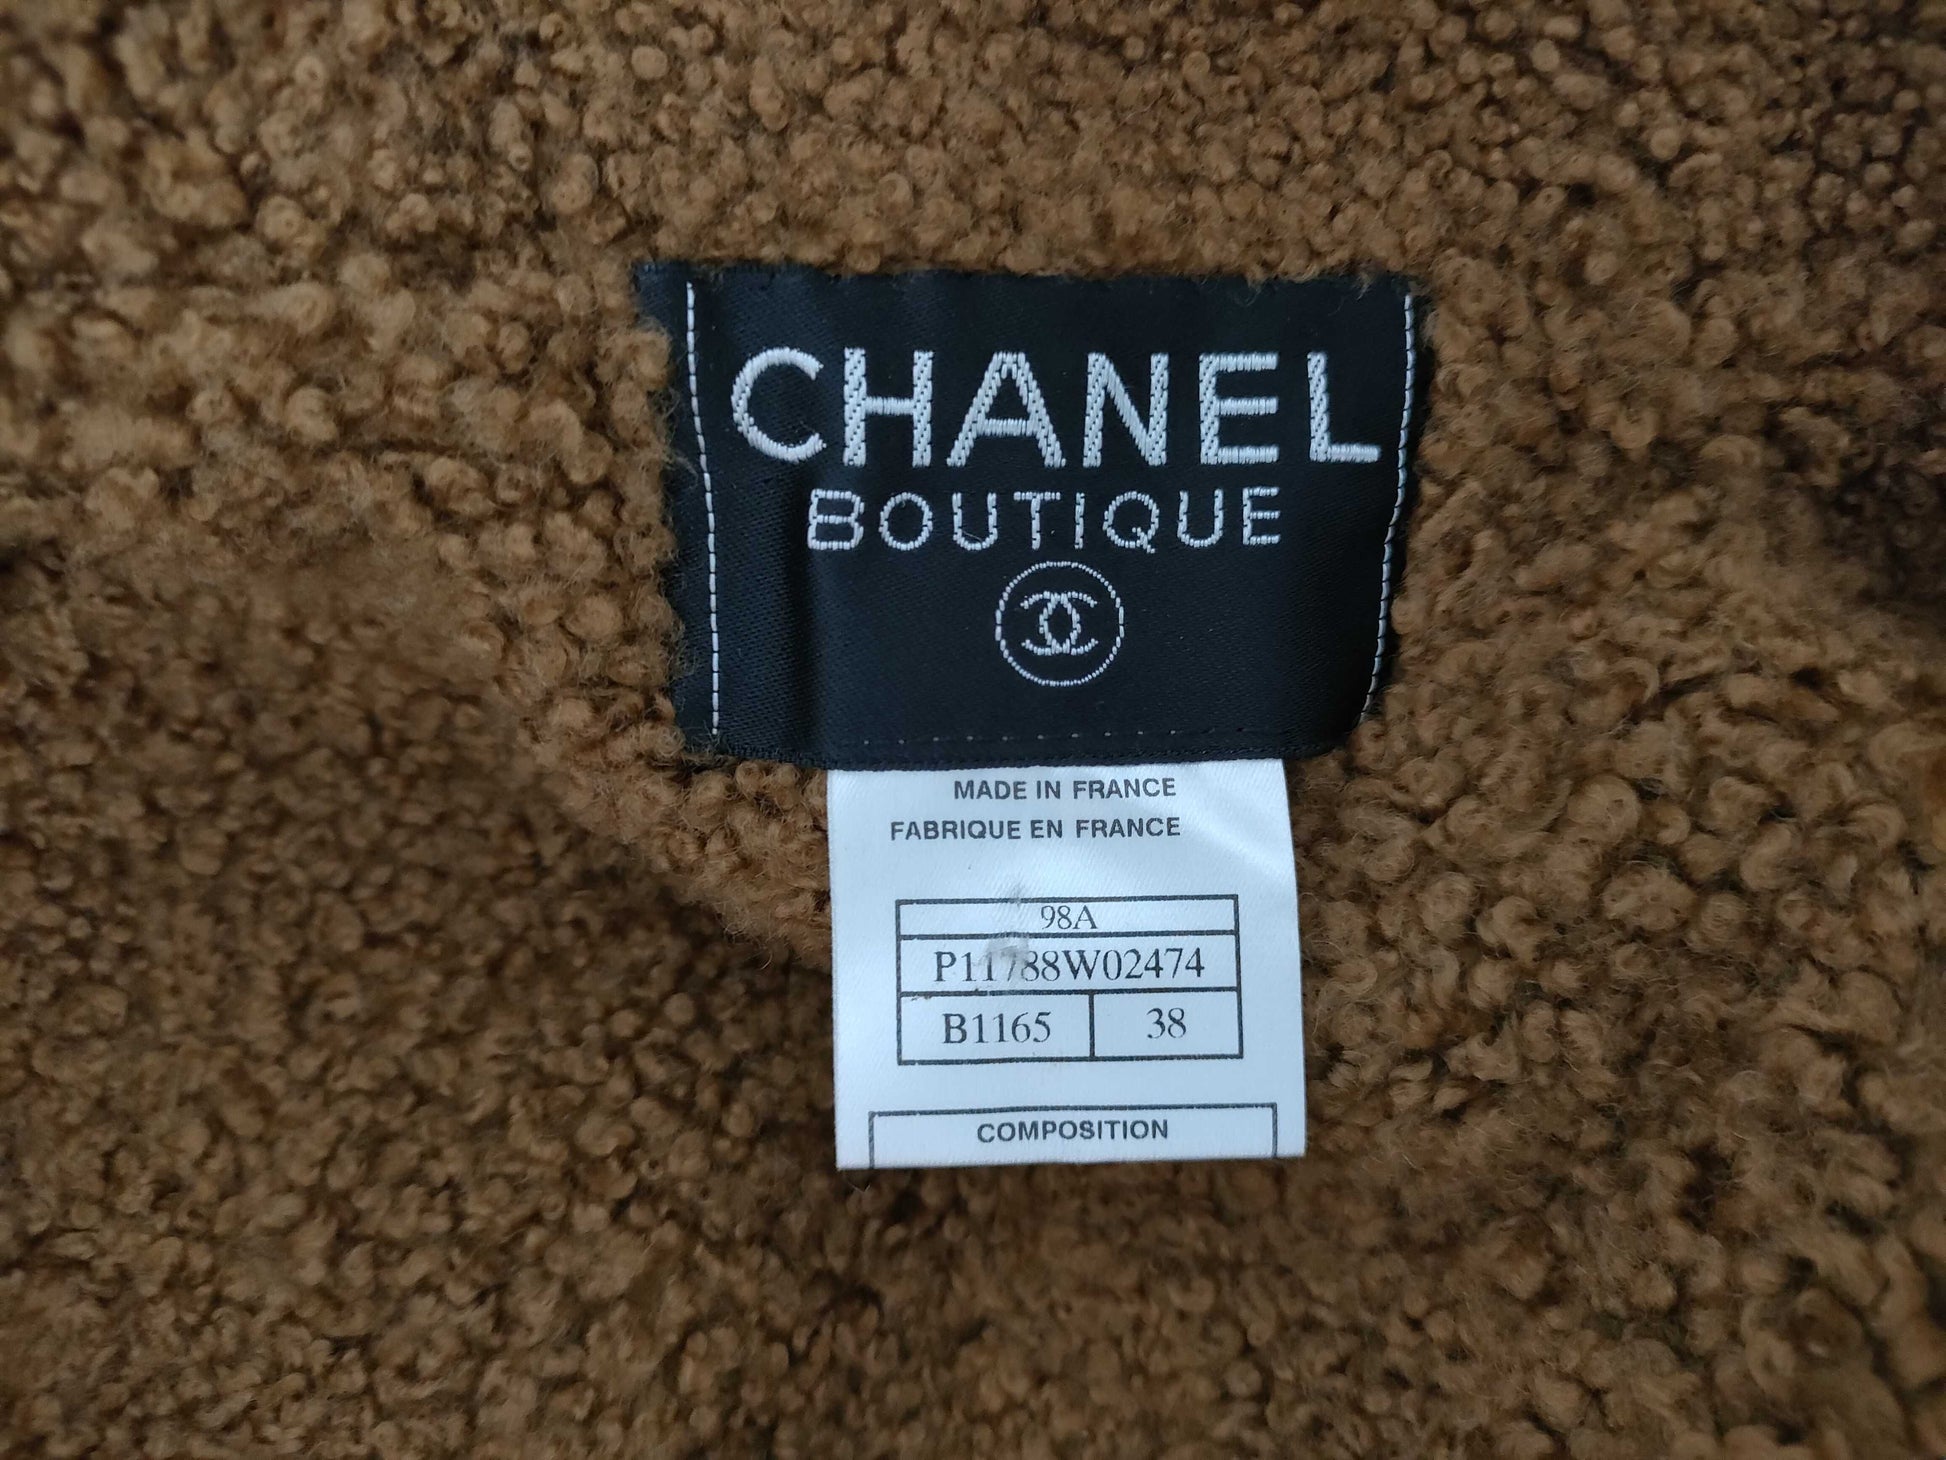 CHANEL
BOUTIQUE
MADE IN FRANCE
FABRIQUE EN FRANCE
98A
P11788W02474
B1165 38
COMPOSITION